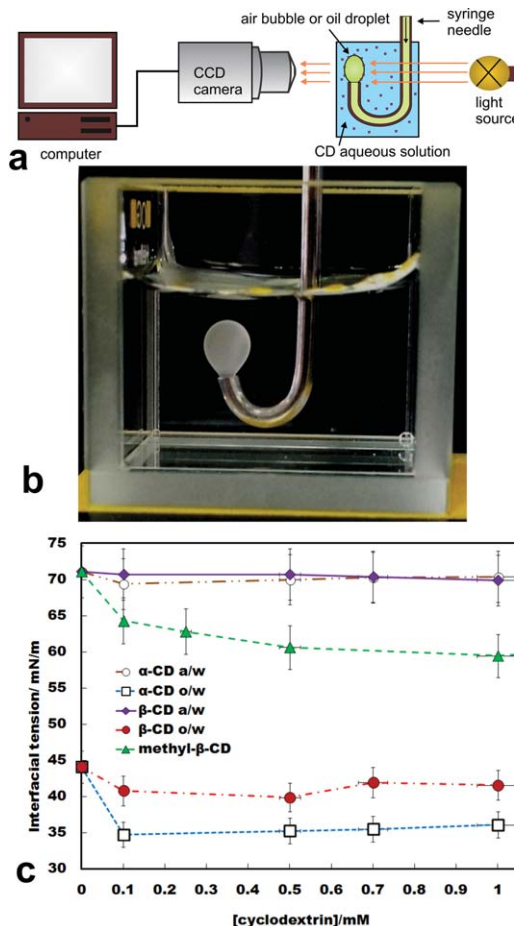 air bubble or oil droplet
syringe
needle
CCD
camera
light
source
CD aqueous solution
computer
a
b
75
70
65
60
55
50
45
40
35
30
Interfacial tension/ mN/m
α-CD a/w
α-CD o/w
β-CD a/w
β-CD o/w
methyl-β-CD
0 0.1 0.2 0.3 0.4 0.5 0.6 0.7 0.8 0.9 1
[cyclodextrin]/mM
c